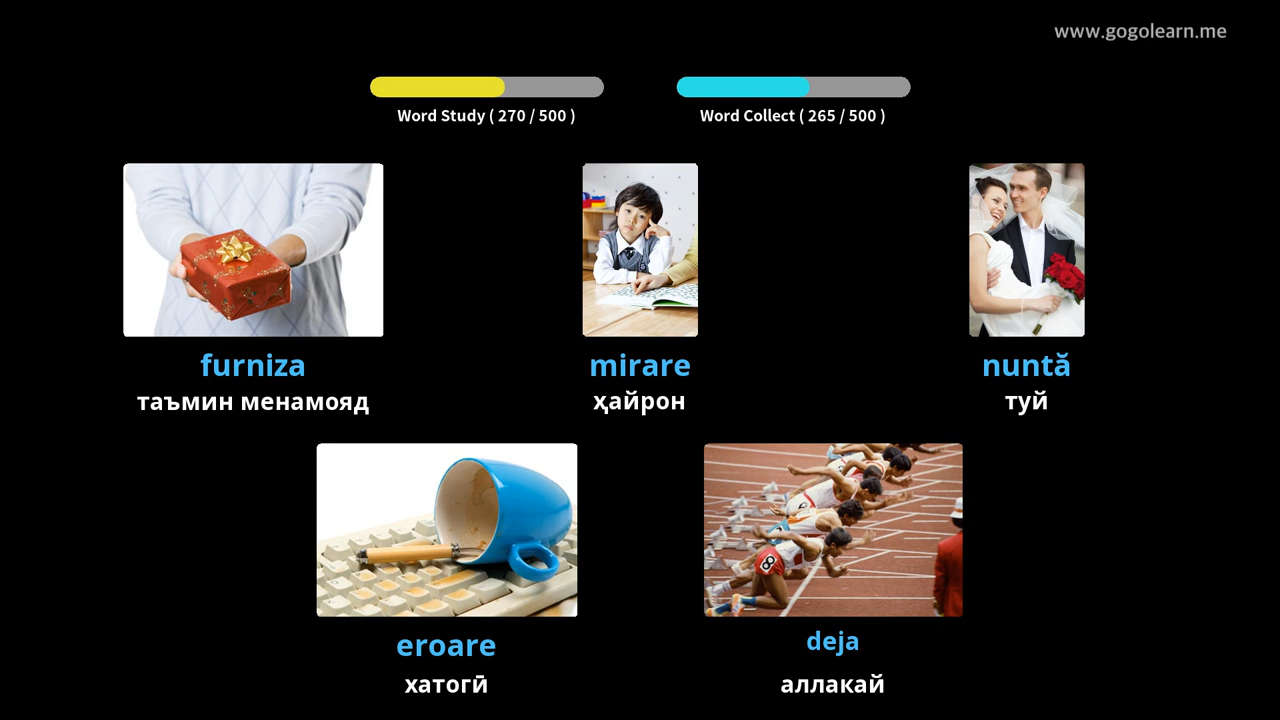 www.gogolearn.me
Word Study ( 270 / 500 )
Word Collect ( 265 / 500 )
furniza
таъмин менамояд
mirare
ҳайрон
nuntă
туй
eroare
хатогӣ
8
deja
аллакай